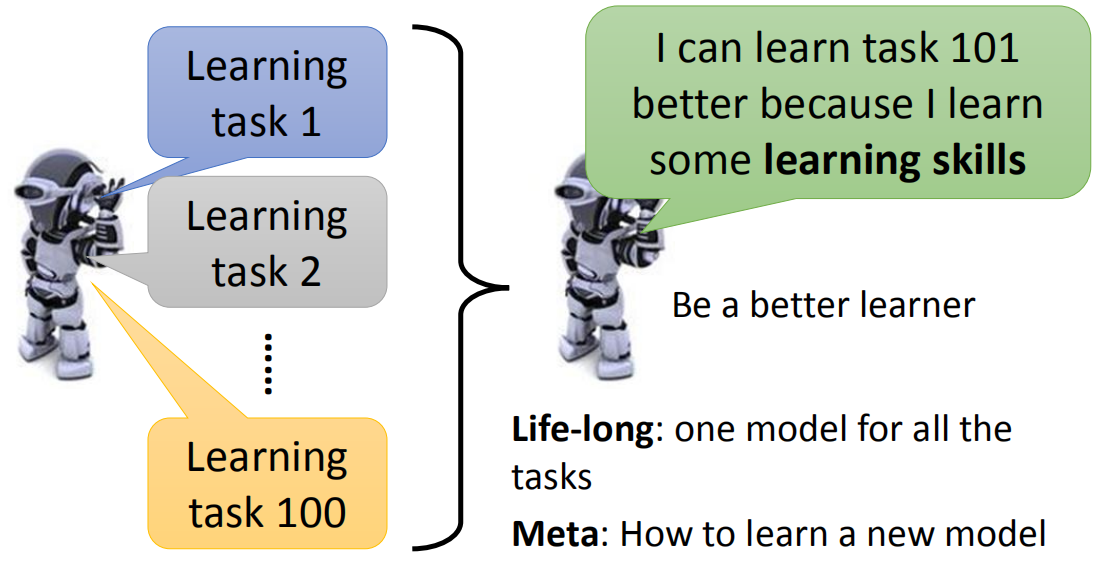 Learning
task 1
Learning
task 2
Learning
task 100
I can learn task 101
better because I learn
some learning skills
Be a better learner
Life-long: one model for all the
tasks
Meta: How to learn a new model